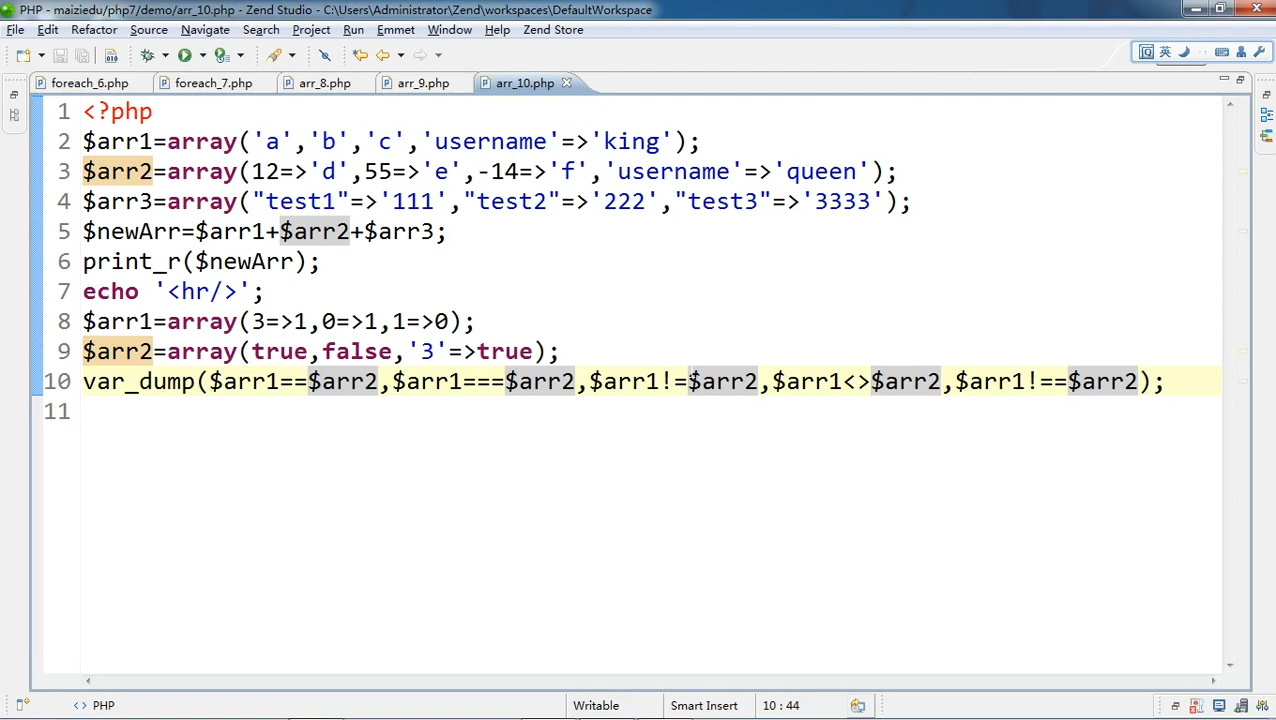 PHP - maiziedu/php7/demo/arr_10.php - Zend Studio - C:\Users\Administrator\Zend\workspaces\DefaultWorkspace
File Edit Refactor Source Navigate Search Project Run Emmet Window Help Zend Store
英
foreach_6.php foreach_7.php arr_8.php arr_9.php arr_10.php
1 <?php
2 $arr1=array('a','b','c','username'=>'king');
3 $arr2=array(12=>'d',55=>'e',-14=>'f','username'=>'queen');
4 $arr3=array("test1"=>'111',"test2"=>'222',"test3"=>'3333');
5 $newArr=$arr1+$arr2+$arr3;
6 print_r($newArr);
7 echo '<hr/>';
8 $arr1=array(3=>1,0=>1,1=>0);
9 $arr2=array(true,false,'3'=>true);
10 var_dump($arr1==$arr2,$arr1===$arr2,$arr1!=$arr2,$arr1<>$arr2,$arr1!==$arr2);
11
<> PHP Writable Smart Insert 10 : 44